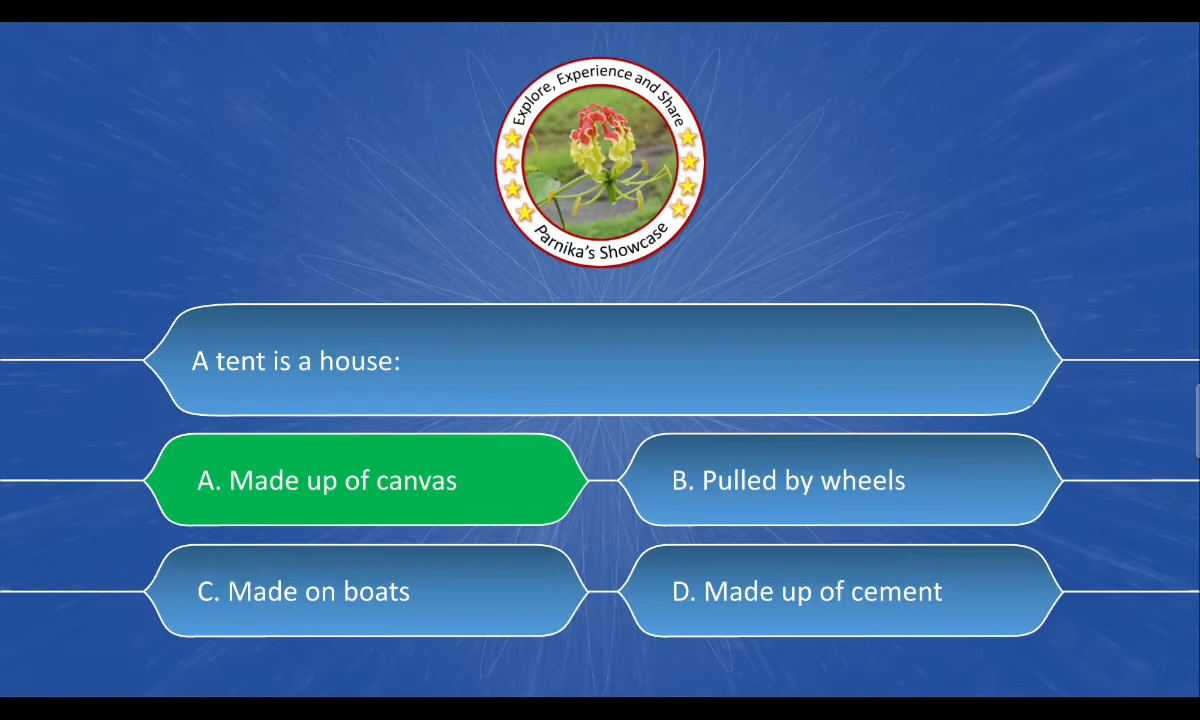 Explore, Experience and Share
Parnika's Showcase
A tent is a house:
A. Made up of canvas
B. Pulled by wheels
C. Made on boats
D. Made up of cement